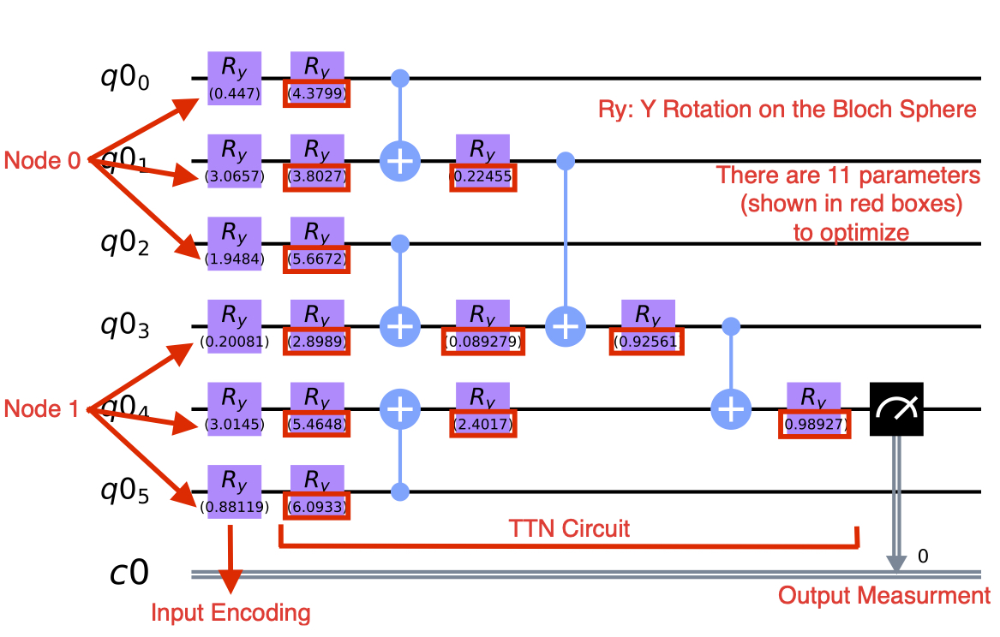 q0₀ Ry (0.447) Ry (4.3799)
Ry: Y Rotation on the Bloch Sphere
Node 0
q0₁ Ry (3.0657) Ry (3.8027) Ry (0.22455)
There are 11 parameters
(shown in red boxes)
to optimize
q0₂ Ry (1.9484) Ry (5.6672)
q0₃ Ry (0.20081) Ry (2.8989) Ry (0.089279) Ry (0.92561)
Node 1
q0₄ Ry (3.0145) Ry (5.4648) Ry (2.4017) Ry (0.98927)
q0₅ Ry (0.88119) Ry (6.0933)
TTN Circuit
c0
0
Output Measurment
Input Encoding